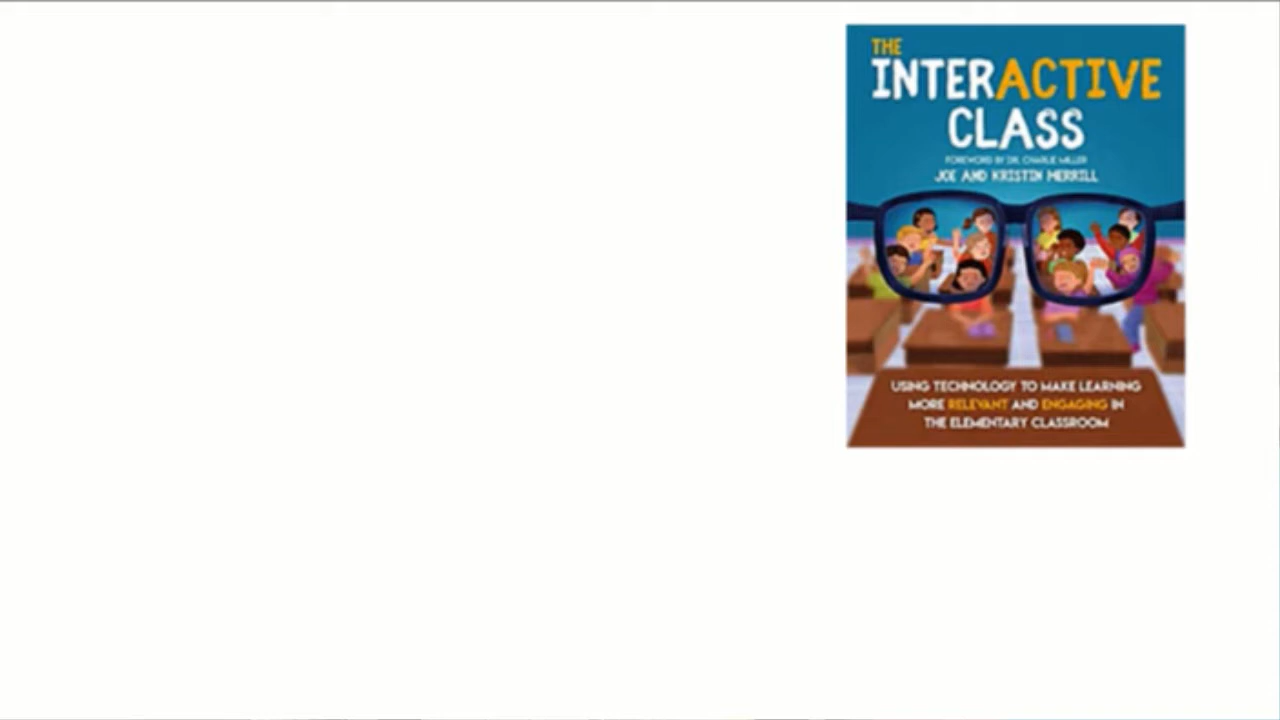 THE
INTERACTIVE
CLASS
FOREWORD BY DR. CHARLIE MILLER
JOE AND KRISTIN MERRILL
USING TECHNOLOGY TO MAKE LEARNING
MORE RELEVANT AND ENGAGING IN
THE ELEMENTARY CLASSROOM